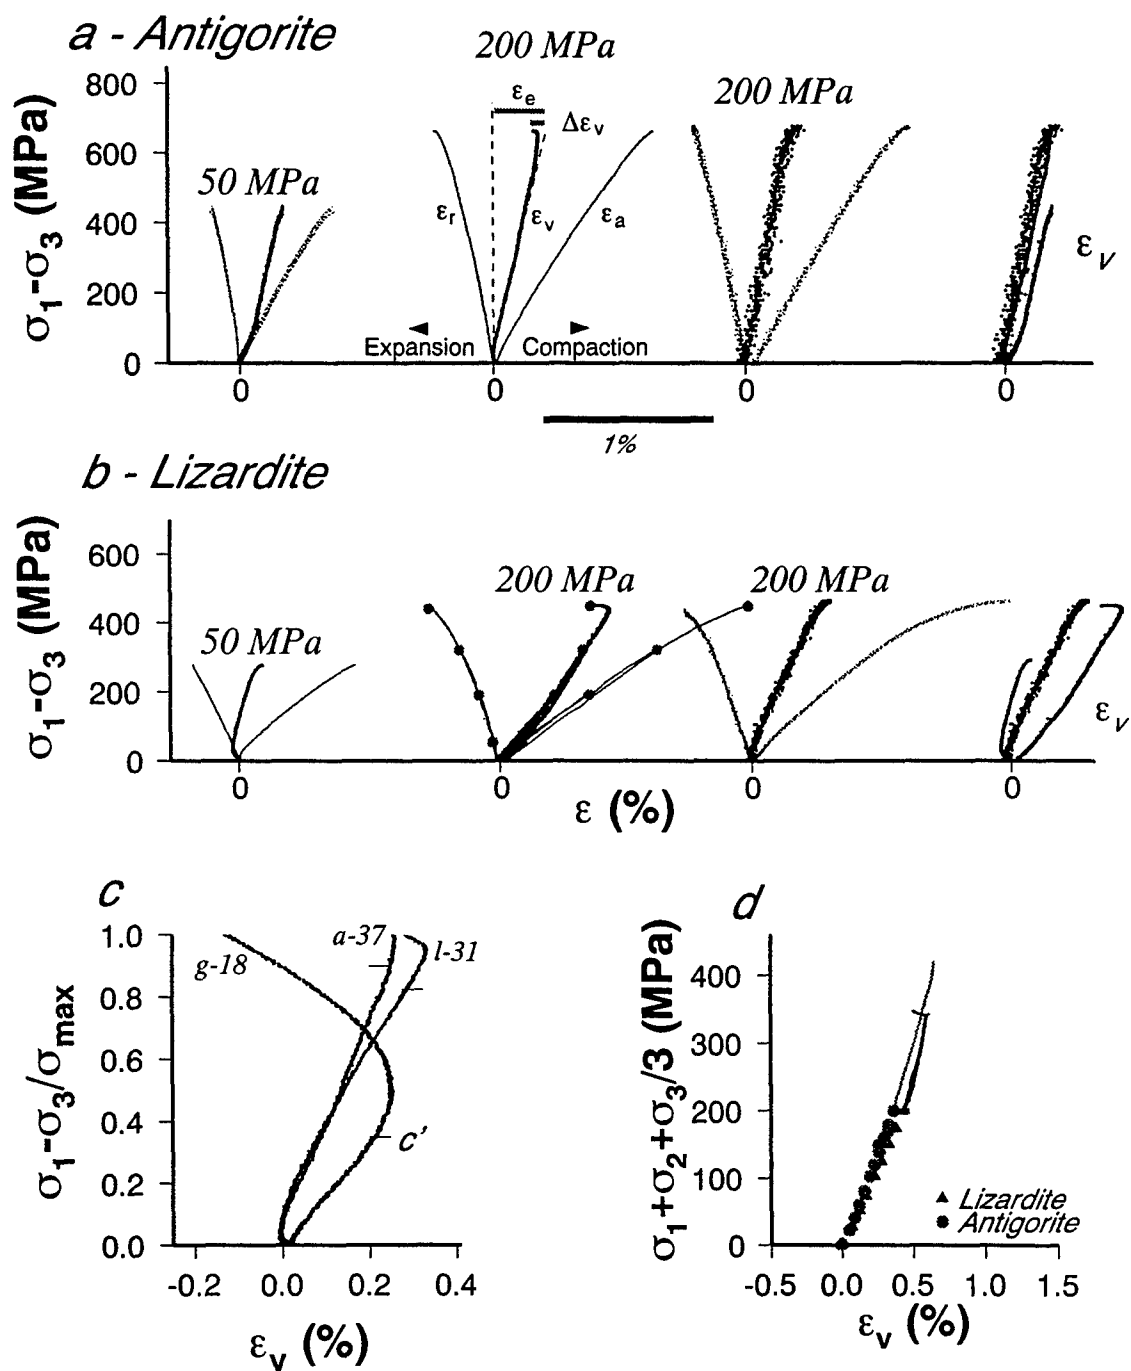 a - Antigorite
200 MPa
200 MPa
50 MPa
εe
Δεv
εr
εv
εa
εv
Expansion
Compaction
σ1-σ3 (MPa)
800
600
400
200
0
0
0
0
0
1%
b - Lizardite
200 MPa
200 MPa
50 MPa
εv
σ1-σ3 (MPa)
600
400
200
0
0
0
0
0
ε (%)
c
g-18
a-37
l-31
c'
σ1-σ3/σmax
1.0
0.8
0.6
0.4
0.2
0.0
-0.2
0.0
0.2
0.4
εv (%)
d
σ1+σ2+σ3/3 (MPa)
400
300
200
100
0
Lizardite
Antigorite
-0.5
0.0
0.5
1.0
1.5
εv (%)